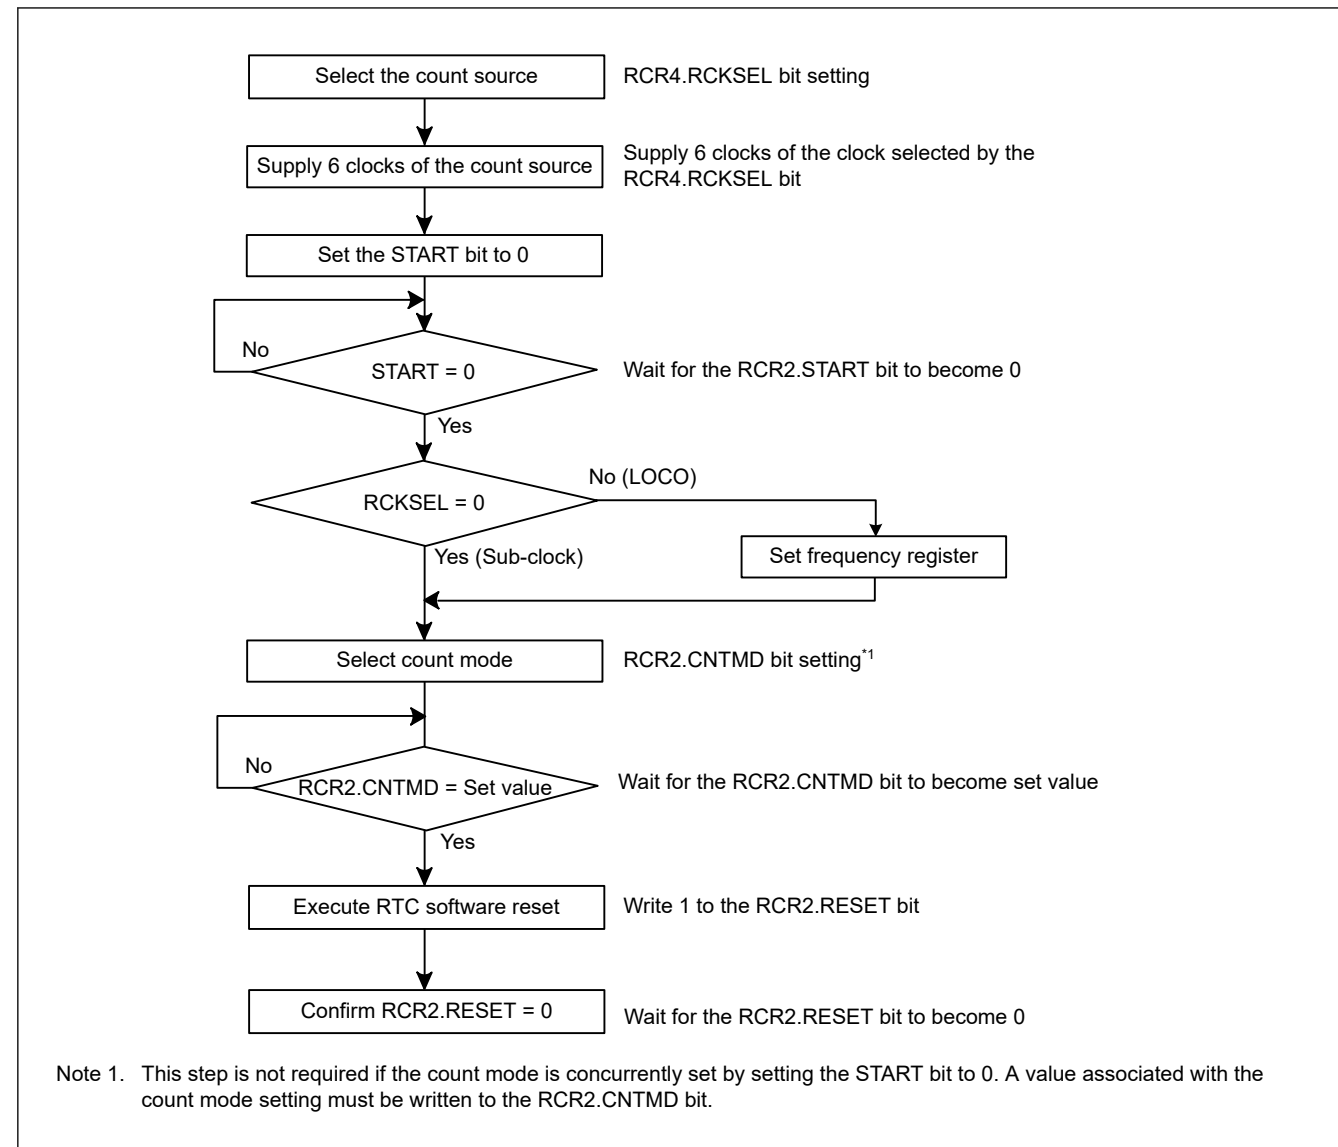 Select the count source
RCR4.RCKSEL bit setting
Supply 6 clocks of the count source
Supply 6 clocks of the clock selected by the
RCR4.RCKSEL bit
Set the START bit to 0
No
START = 0
Wait for the RCR2.START bit to become 0
Yes
No (LOCO)
RCKSEL = 0
Yes (Sub-clock)
Set frequency register
Select count mode
RCR2.CNTMD bit setting*1
No
RCR2.CNTMD = Set value
Wait for the RCR2.CNTMD bit to become set value
Yes
Execute RTC software reset
Write 1 to the RCR2.RESET bit
Confirm RCR2.RESET = 0
Wait for the RCR2.RESET bit to become 0
Note 1. This step is not required if the count mode is concurrently set by setting the START bit to 0. A value associated with the
count mode setting must be written to the RCR2.CNTMD bit.